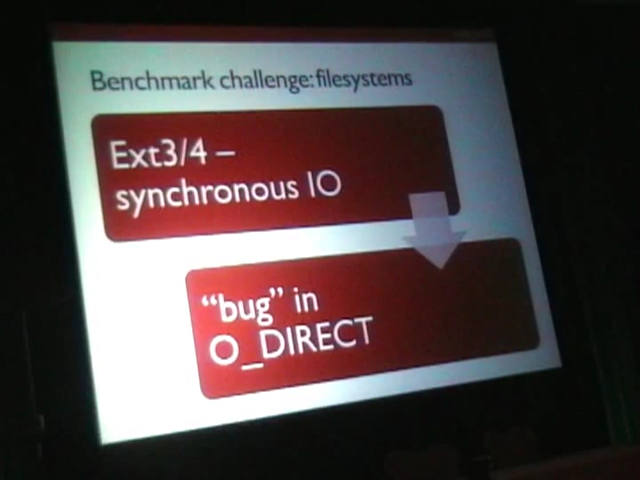 Benchmark challenge: filesystems
Ext3/4 –
synchronous IO
“bug” in
O_DIRECT